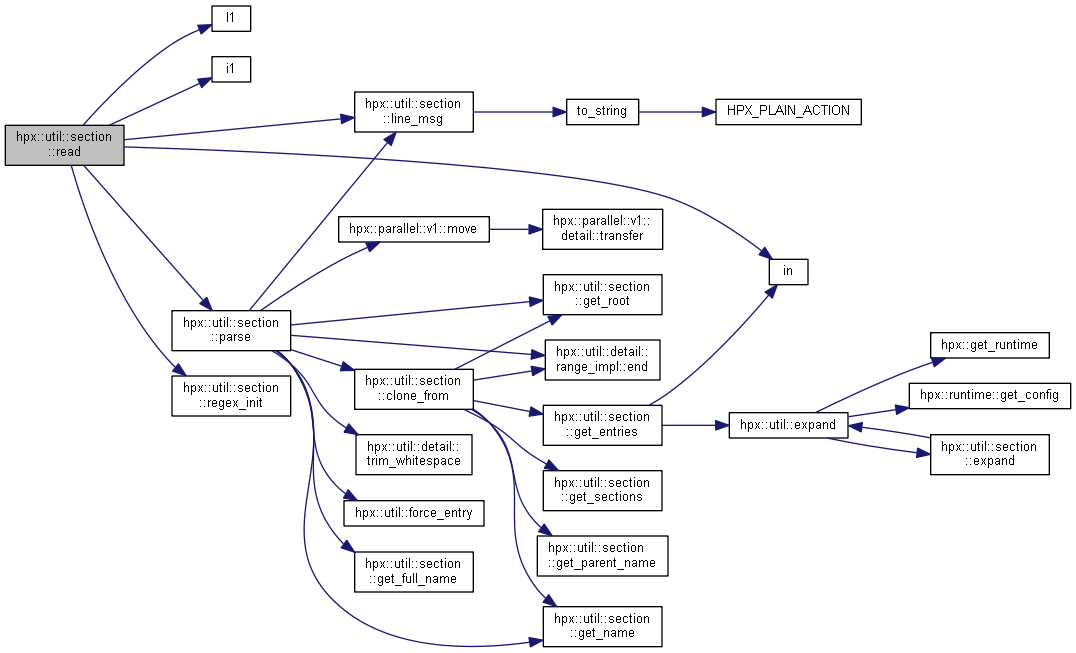 l1
i1
hpx::util::section
::read
hpx::util::section
::line_msg
to_string
HPX_PLAIN_ACTION
hpx::parallel::v1::move
hpx::parallel::v1::
detail::transfer
in
hpx::util::section
::get_root
hpx::util::section
::parse
hpx::util::detail::
range_impl::end
hpx::get_runtime
hpx::util::section
::regex_init
hpx::util::section
::clone_from
hpx::runtime::get_config
hpx::util::section
::get_entries
hpx::util::expand
hpx::util::detail::
trim_whitespace
hpx::util::section
::expand
hpx::util::section
::get_sections
hpx::util::force_entry
hpx::util::section
::get_parent_name
hpx::util::section
::get_full_name
hpx::util::section
::get_name